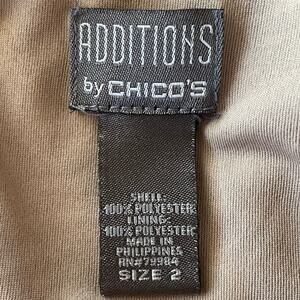 ADDITIONS
by CHICO'S
SHELL:
100% POLYESTER
LINING:
100% POLYESTER
MADE IN
PHILIPPINES
RN#79984
SIZE 2